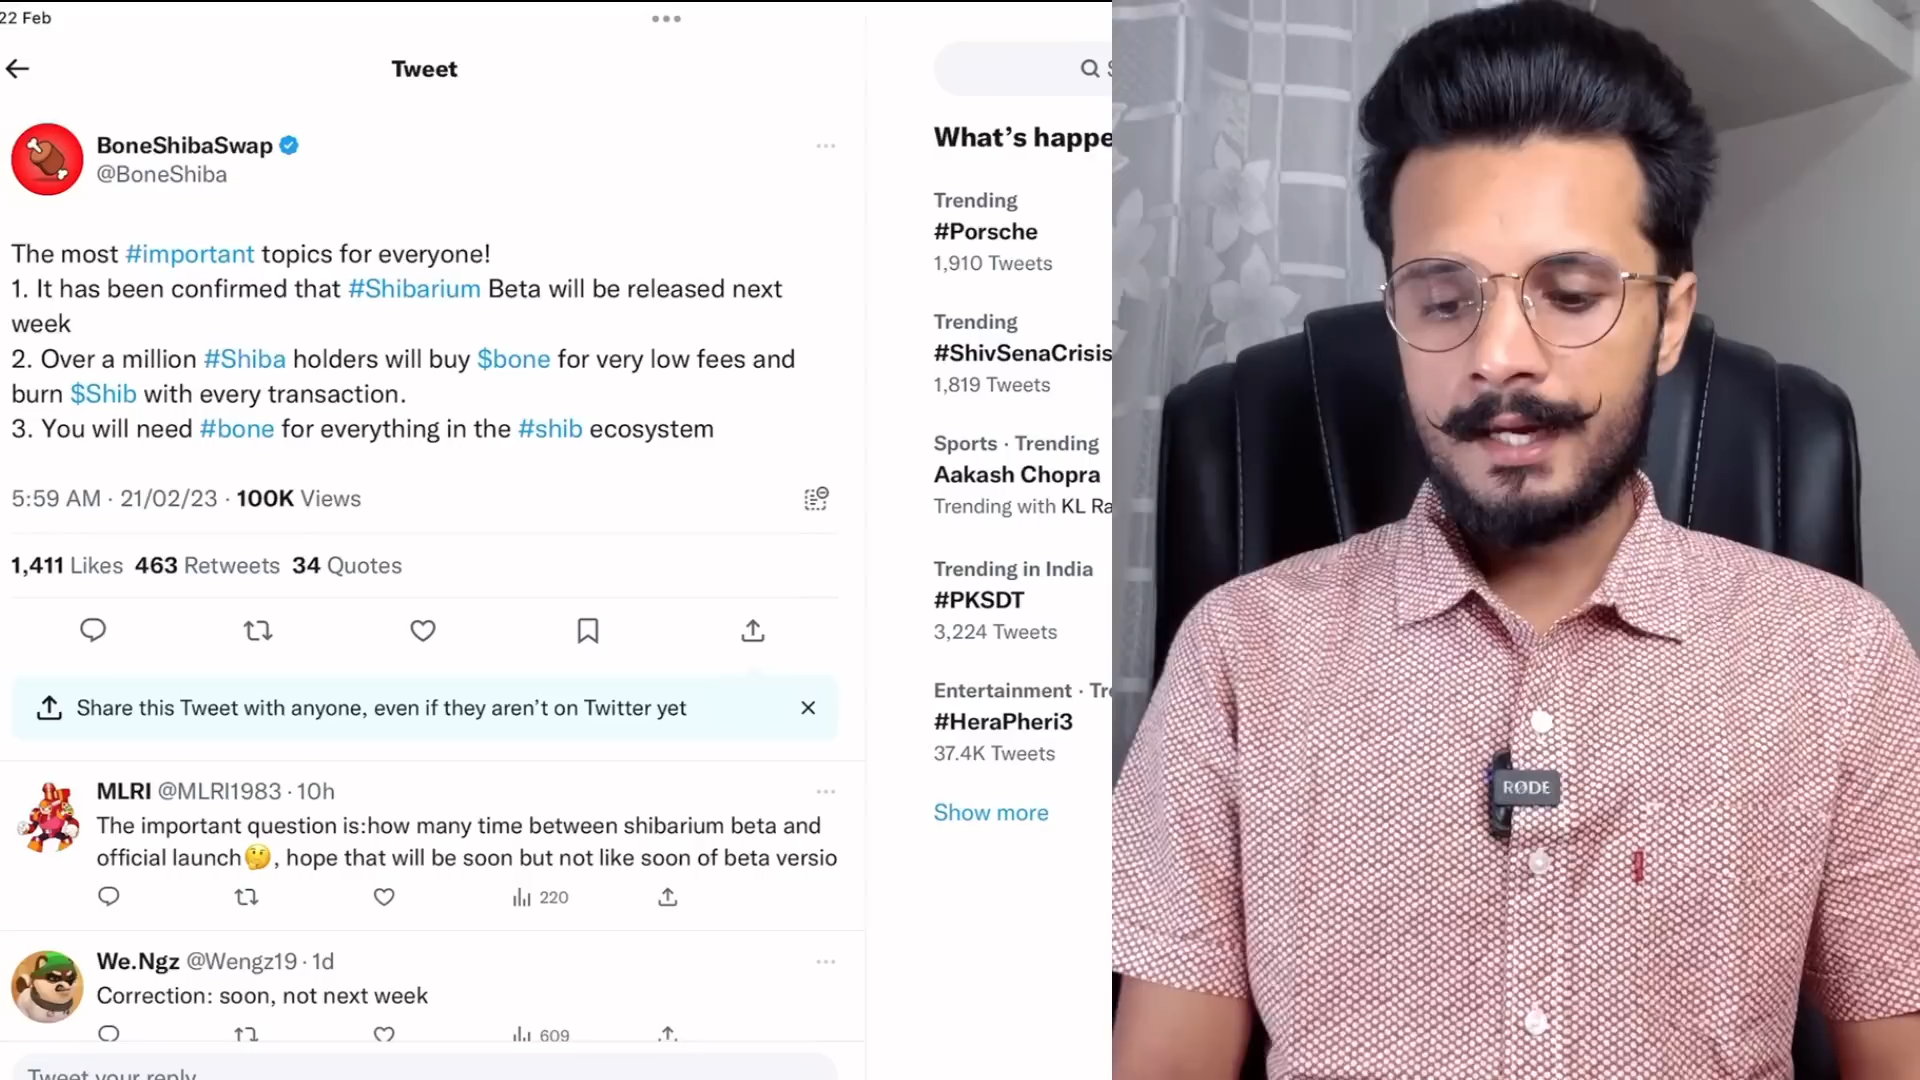 22 Feb
Tweet
BoneShibaSwap
@BoneShiba
The most #important topics for everyone!
1. It has been confirmed that #Shibarium Beta will be released next
week
2. Over a million #Shiba holders will buy $bone for very low fees and
burn $Shib with every transaction.
3. You will need #bone for everything in the #shib ecosystem
5:59 AM · 21/02/23 · 100K Views
1,411 Likes 463 Retweets 34 Quotes
Share this Tweet with anyone, even if they aren't on Twitter yet
MLRI @MLRI1983 · 10h
The important question is:how many time between shibarium beta and
official launch🤔, hope that will be soon but not like soon of beta versio
220
We.Ngz @Wengz19 · 1d
Correction: soon, not next week
609
Tweet your reply
What's happe
Trending
#Porsche
1,910 Tweets
Trending
#ShivSenaCrisis
1,819 Tweets
Sports · Trending
Aakash Chopra
Trending with KL Ra
Trending in India
#PKSDT
3,224 Tweets
Entertainment · Tre
#HeraPheri3
37.4K Tweets
Show more
RØDE